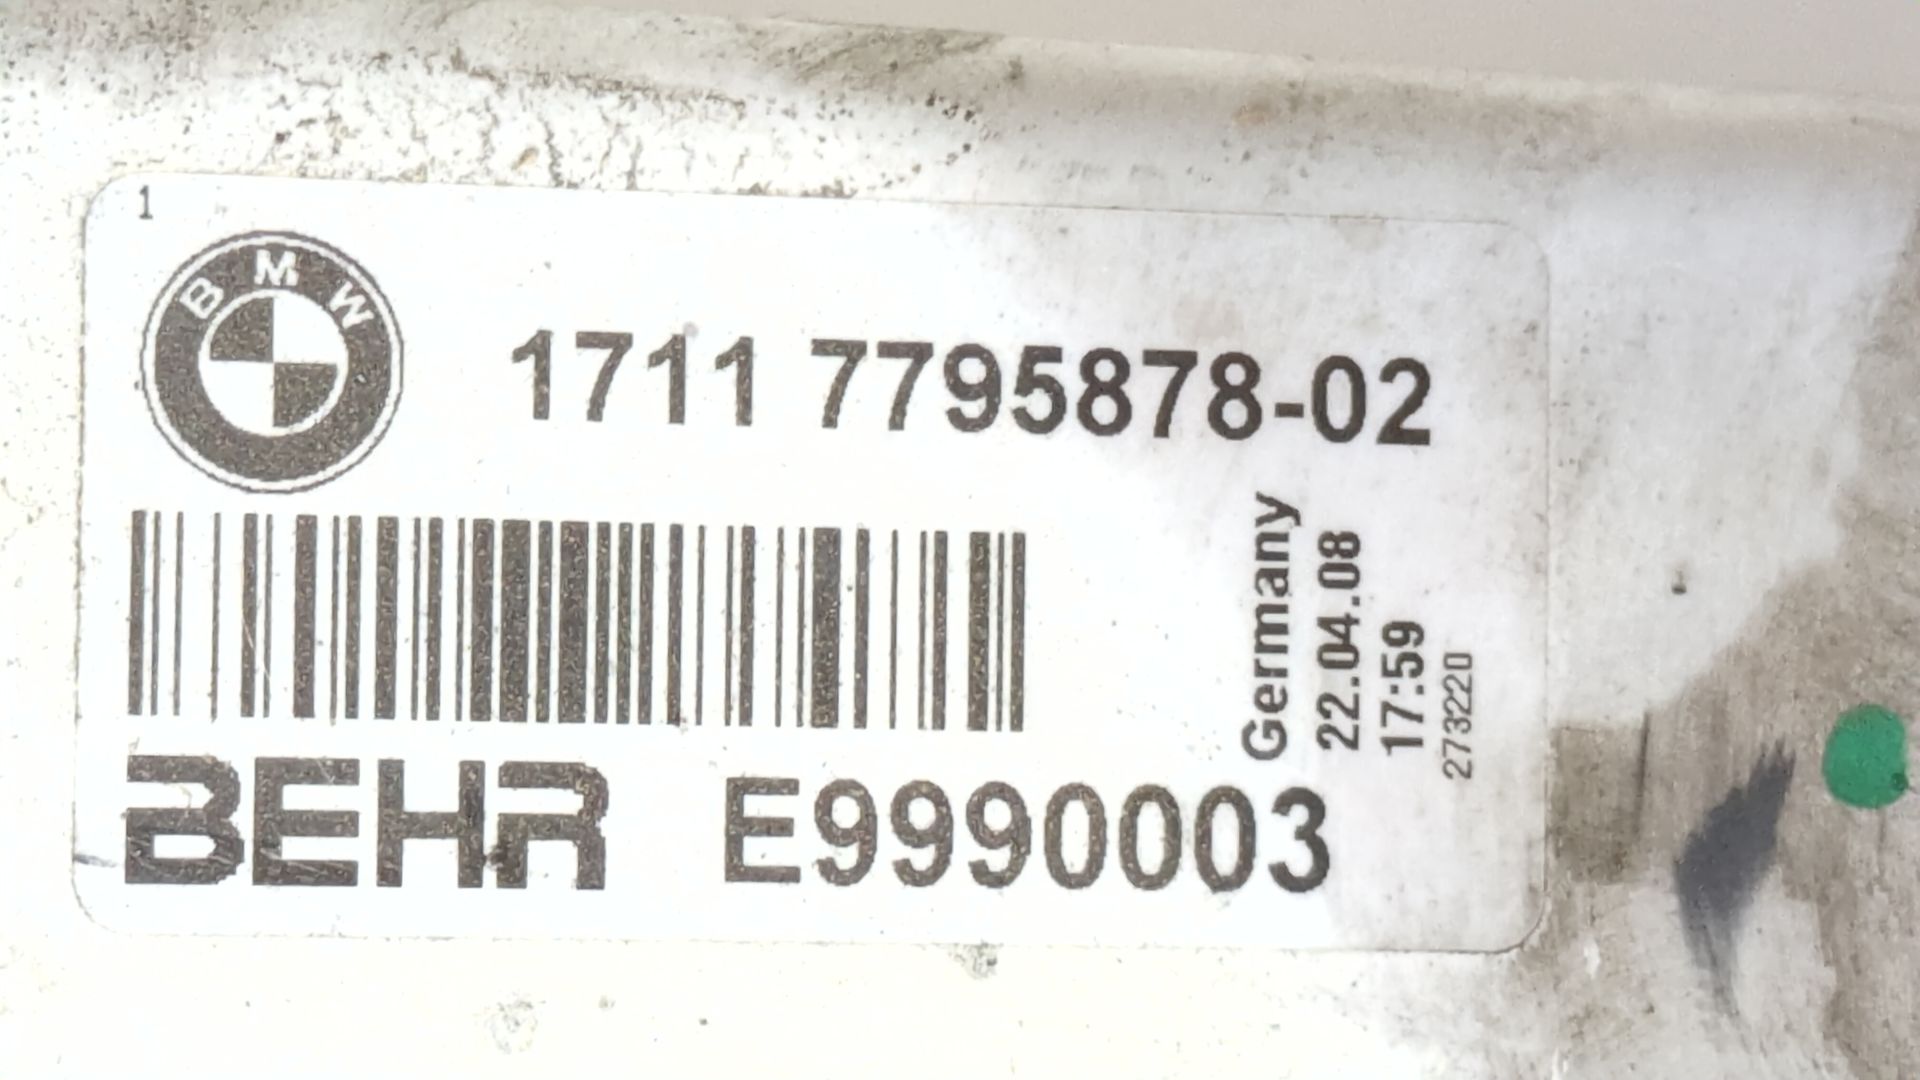 1
BMW
1711 7795878-02
Germany
22.04.08
17:59
273220
BEHR E9990003